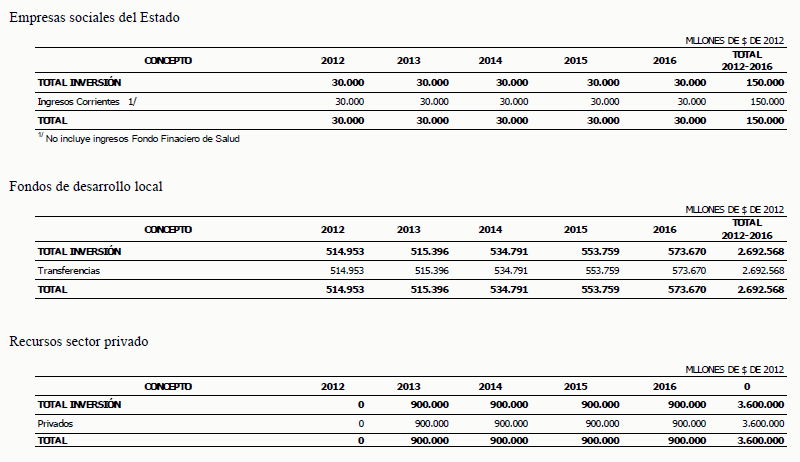 Empresas sociales del Estado
MLLONES DE $ DE 2012
CONCEPTO 2012 2013 2014 2015 2016 TOTAL 2012-2016
TOTAL INVERSIÓN 30.000 30.000 30.000 30.000 30.000 150.000
Ingresos Corrientes 1/ 30.000 30.000 30.000 30.000 30.000 150.000
TOTAL 30.000 30.000 30.000 30.000 30.000 150.000
1/ No incluye ingresos Fondo Finaciero de Salud
Fondos de desarrollo local
MLLONES DE $ DE 2012
CONCEPTO 2012 2013 2014 2015 2016 TOTAL 2012-2016
TOTAL INVERSIÓN 514.953 515.396 534.791 553.759 573.670 2.692.568
Transferencias 514.953 515.396 534.791 553.759 573.670 2.692.568
TOTAL 514.953 515.396 534.791 553.759 573.670 2.692.568
Recursos sector privado
MLLONES DE $ DE 2012
CONCEPTO 2012 2013 2014 2015 2016 0
TOTAL INVERSIÓN 0 900.000 900.000 900.000 900.000 3.600.000
Privados 0 900.000 900.000 900.000 900.000 3.600.000
TOTAL 0 900.000 900.000 900.000 900.000 3.600.000